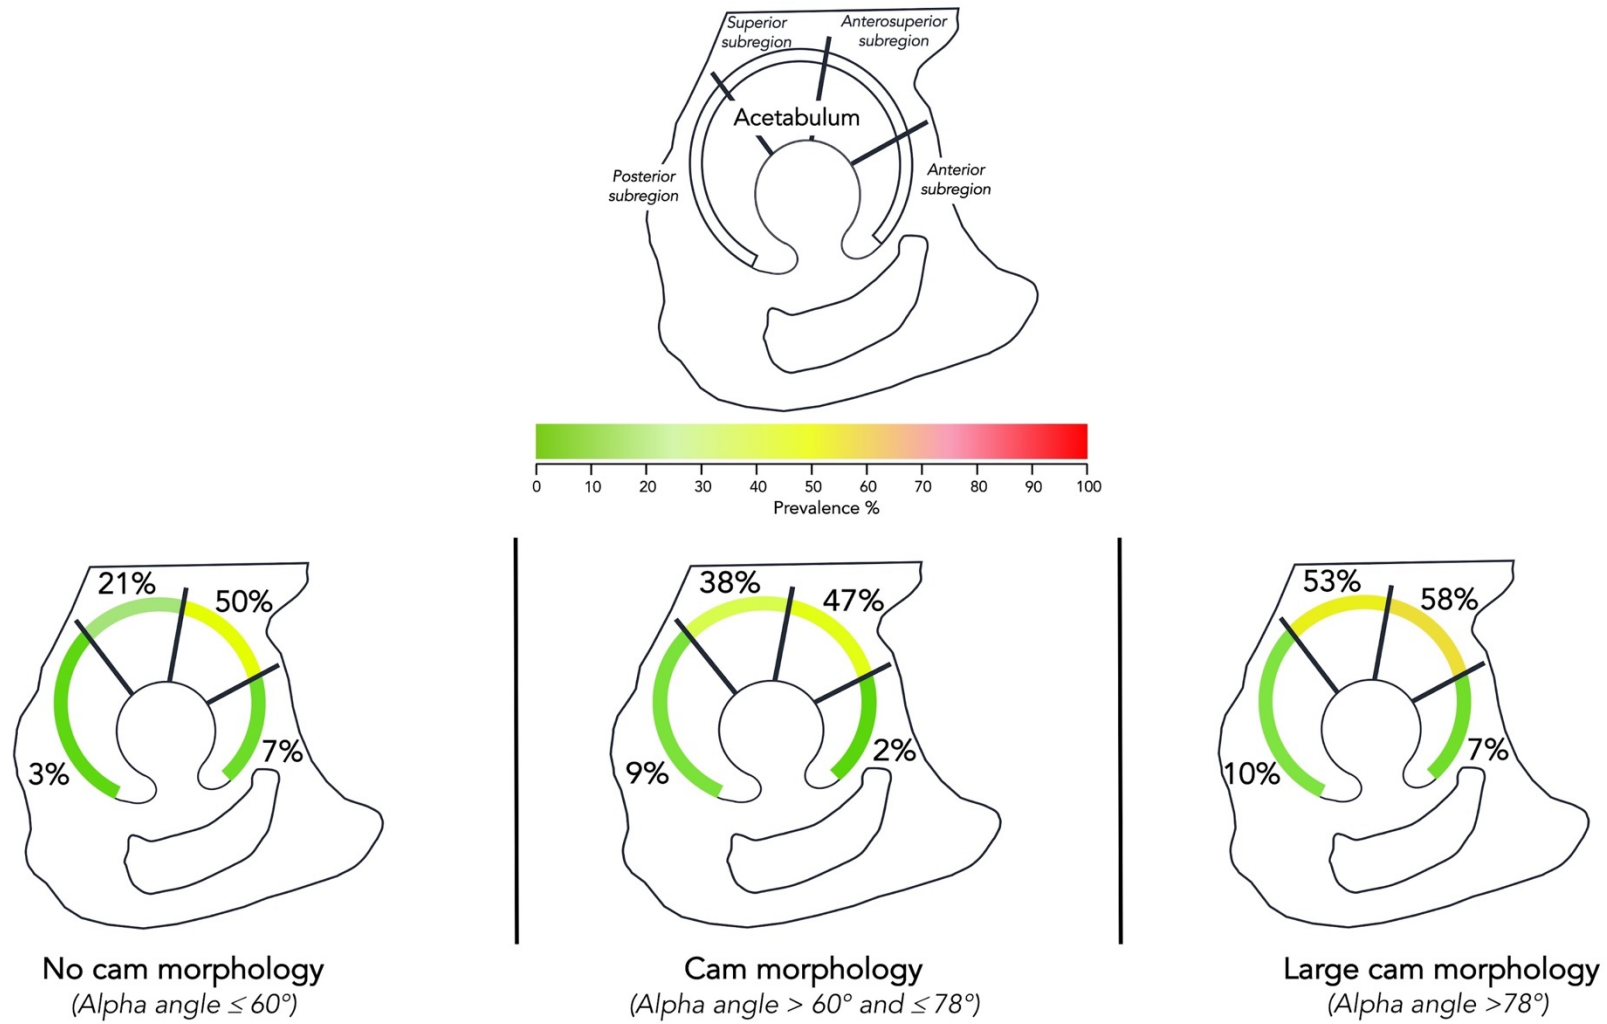 Superior
subregion
Anterosuperior
subregion
Acetabulum
Posterior
subregion
Anterior
subregion
0 10 20 30 40 50 60 70 80 90 100
Prevalence %
21%
50%
3%
7%
38%
47%
9%
2%
53%
58%
10%
7%
No cam morphology
(Alpha angle ≤ 60°)
Cam morphology
(Alpha angle > 60° and ≤ 78°)
Large cam morphology
(Alpha angle >78°)